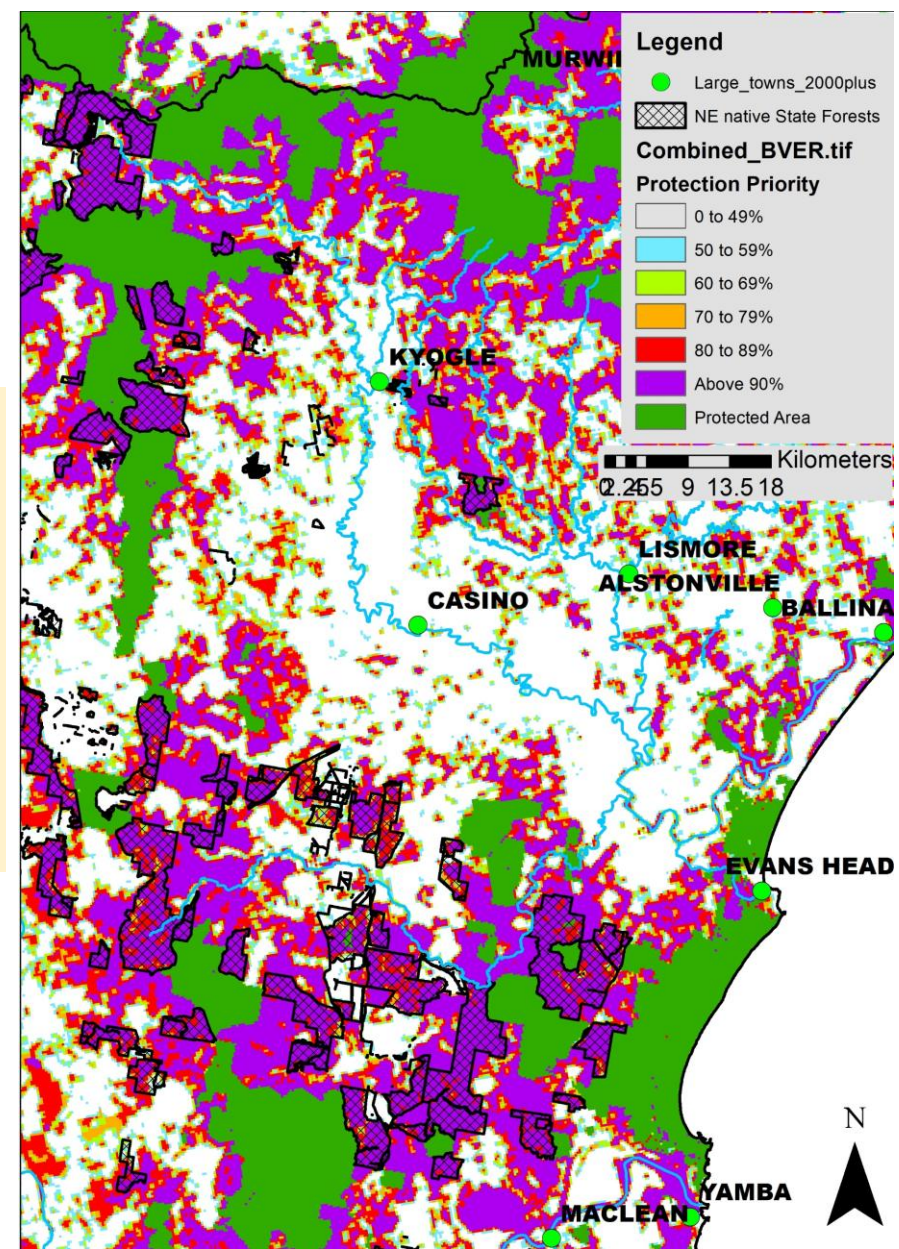 MURWI
Legend
Large_towns_2000plus
NE native State Forests
Combined_BVER.tif
Protection Priority
0 to 49%
50 to 59%
60 to 69%
70 to 79%
80 to 89%
Above 90%
Protected Area
Kilometers
9 13.5 18
KYOGLE
LISMORE
ALSTONVILLE
CASINO
BALLINA
EVANS HEAD
N
YAMBA
MACLEAN